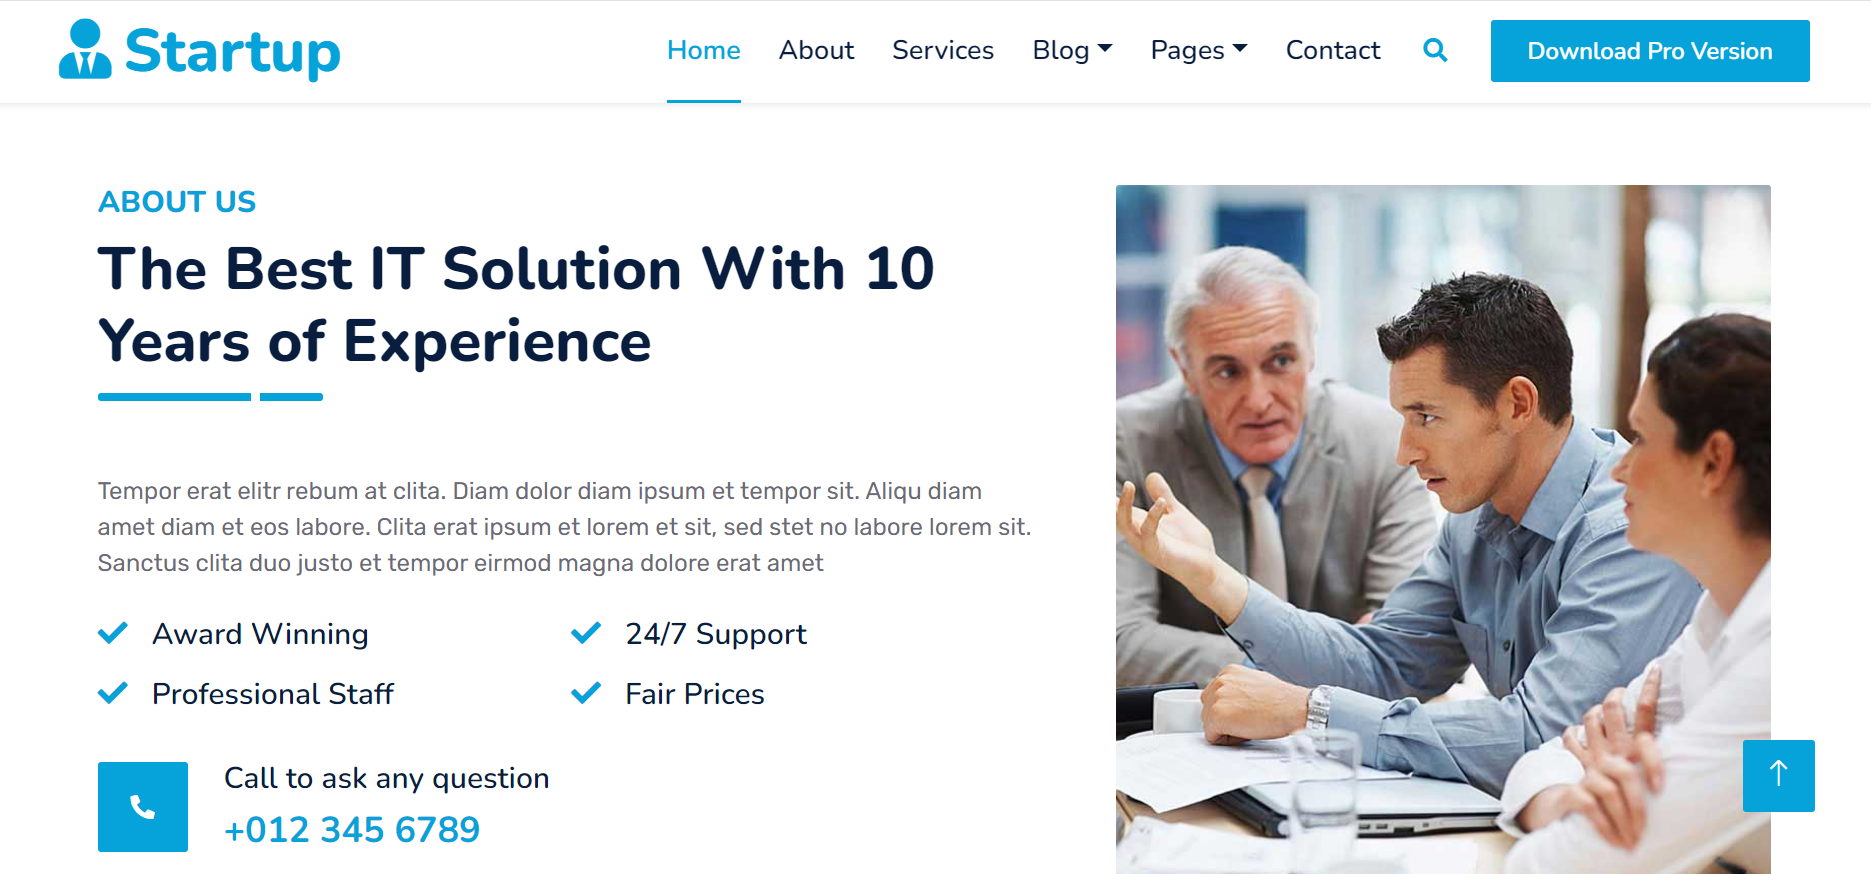 Startup
Home
About
Services
Blog
Pages
Contact
Download Pro Version
ABOUT US
The Best IT Solution With 10
Years of Experience
Tempor erat elitr rebum at clita. Diam dolor diam ipsum et tempor sit. Aliqu diam
amet diam et eos labore. Clita erat ipsum et lorem et sit, sed stet no labore lorem sit.
Sanctus clita duo justo et tempor eirmod magna dolore erat amet
Award Winning
24/7 Support
Professional Staff
Fair Prices
Call to ask any question
+012 345 6789